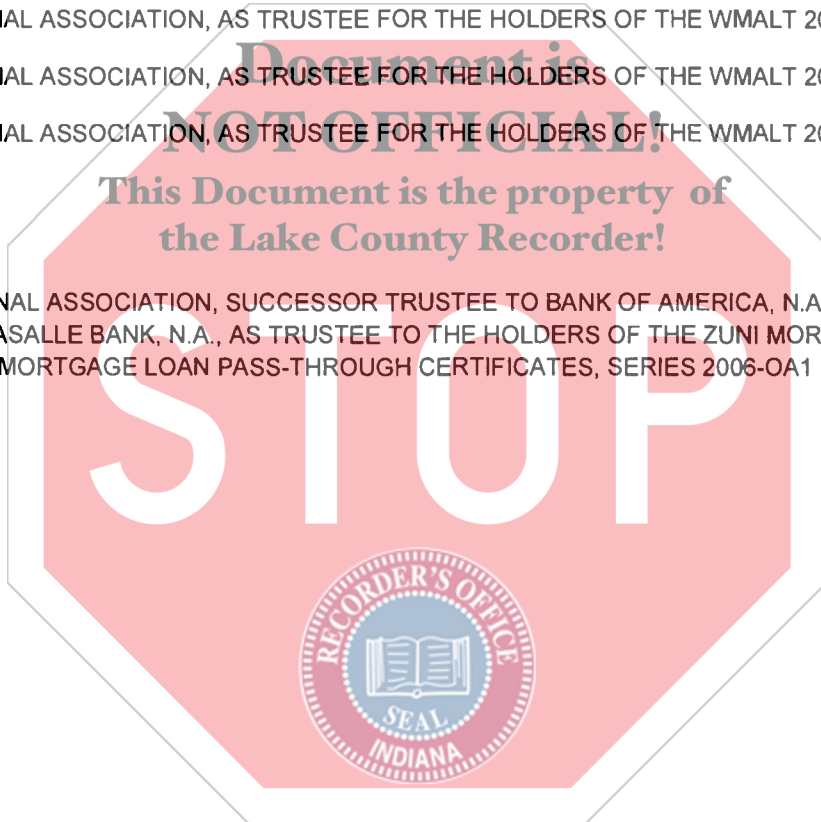 AL ASSOCIATION, AS TRUSTEE FOR THE HOLDERS OF THE WMALT 20
Document is
AL ASSOCIATION, AS TRUSTEE FOR THE HOLDERS OF THE WMALT 20
NOT OFFICIAL!
AL ASSOCIATION, AS TRUSTEE FOR THE HOLDERS OF THE WMALT 20
This Document is the property of
the Lake County Recorder!
NAL ASSOCIATION, SUCCESSOR TRUSTEE TO BANK OF AMERICA, N.A
ASALLE BANK, N.A., AS TRUSTEE TO THE HOLDERS OF THE ZUNI MOR
MORTGAGE LOAN PASS-THROUGH CERTIFICATES, SERIES 2006-OA1
STOP
RECORDER'S OFFICE
SEAL
INDIANA